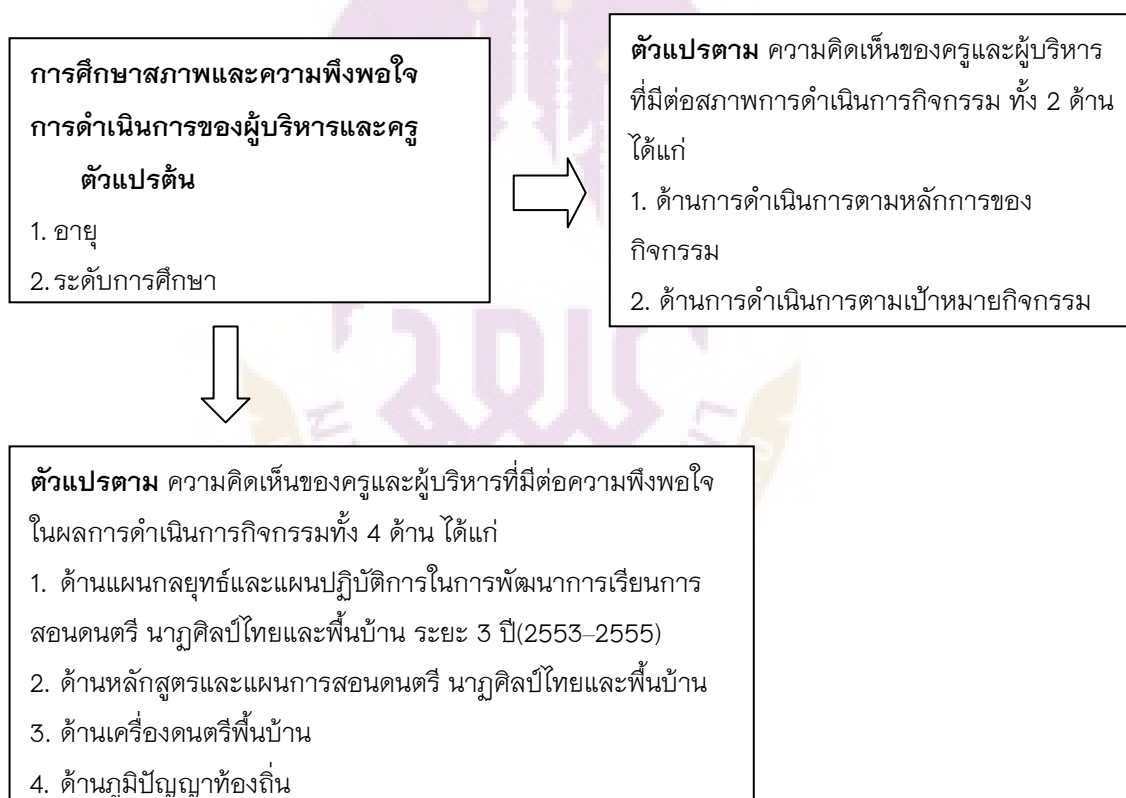 การศึกษาสภาพและความพึงพอใจ
การดำเนินการของผู้บริหารและครู
ตัวแปรต้น
1. อายุ
2. ระดับการศึกษา
ตัวแปรตาม ความคิดเห็นของครูและผู้บริหาร
ที่มีต่อสภาพการดำเนินการกิจกรรม ทั้ง 2 ด้าน
ได้แก่
1. ด้านการดำเนินการตามหลักการของ
กิจกรรม
2. ด้านการดำเนินการตามเป้าหมายกิจกรรม
ตัวแปรตาม ความคิดเห็นของครูและผู้บริหารที่มีต่อความพึงพอใจ
ในผลการดำเนินการกิจกรรมทั้ง 4 ด้าน ได้แก่
1. ด้านแผนกลยุทธ์และแผนปฏิบัติการในการพัฒนาการเรียนการ
สอนดนตรี นาฏศิลป์ไทยและพื้นบ้าน ระยะ 3 ปี(2553–2555)
2. ด้านหลักสูตรและแผนการสอนดนตรี นาฏศิลป์ไทยและพื้นบ้าน
3. ด้านเครื่องดนตรีพื้นบ้าน
4. ด้านภูมิปัญญาท้องถิ่น